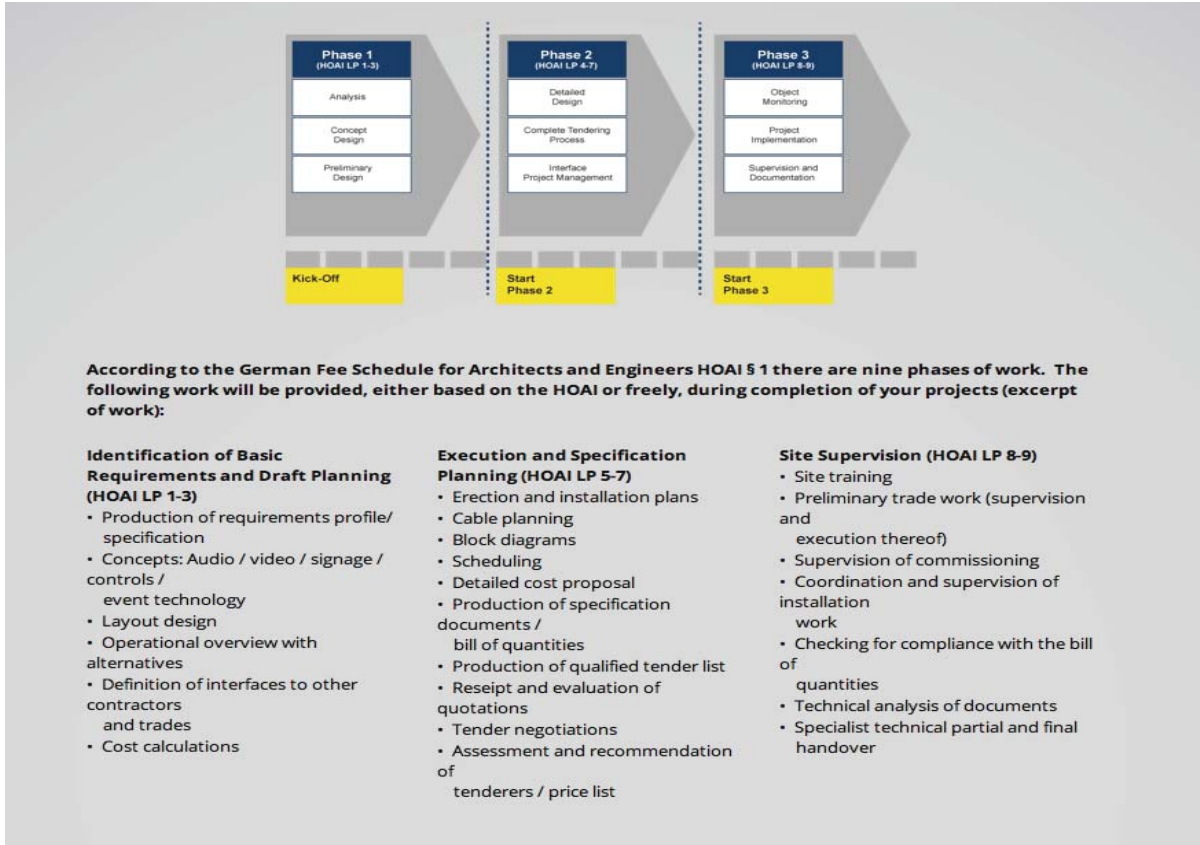 Phase 1
(HOAI LP 1-3)
Analysis
Concept
Design
Preliminary
Design
Phase 2
(HOAI LP 4-7)
Detailed
Design
Complete Tendering
Process
Interface
Project Management
Phase 3
(HOAI LP 8-9)
Object
Monitoring
Project
Implementation
Supervision and
Documentation
Kick-Off
Start
Phase 2
Start
Phase 3
According to the German Fee Schedule for Architects and Engineers HOAI § 1 there are nine phases of work. The
following work will be provided, either based on the HOAI or freely, during completion of your projects (excerpt
of work):
Identification of Basic
Requirements and Draft Planning
(HOAI LP 1-3)
• Production of requirements profile/
specification
• Concepts: Audio / video / signage /
controls /
event technology
• Layout design
• Operational overview with
alternatives
• Definition of interfaces to other
contractors
and trades
• Cost calculations
Execution and Specification
Planning (HOAI LP 5-7)
• Erection and installation plans
• Cable planning
• Block diagrams
• Scheduling
• Detailed cost proposal
• Production of specification
documents /
bill of quantities
• Production of qualified tender list
• Reseipt and evaluation of
quotations
• Tender negotiations
• Assessment and recommendation
of
tenderers / price list
Site Supervision (HOAI LP 8-9)
• Site training
• Preliminary trade work (supervision
and
execution thereof)
• Supervision of commissioning
• Coordination and supervision of
installation
work
• Checking for compliance with the bill
of
quantities
• Technical analysis of documents
• Specialist technical partial and final
handover